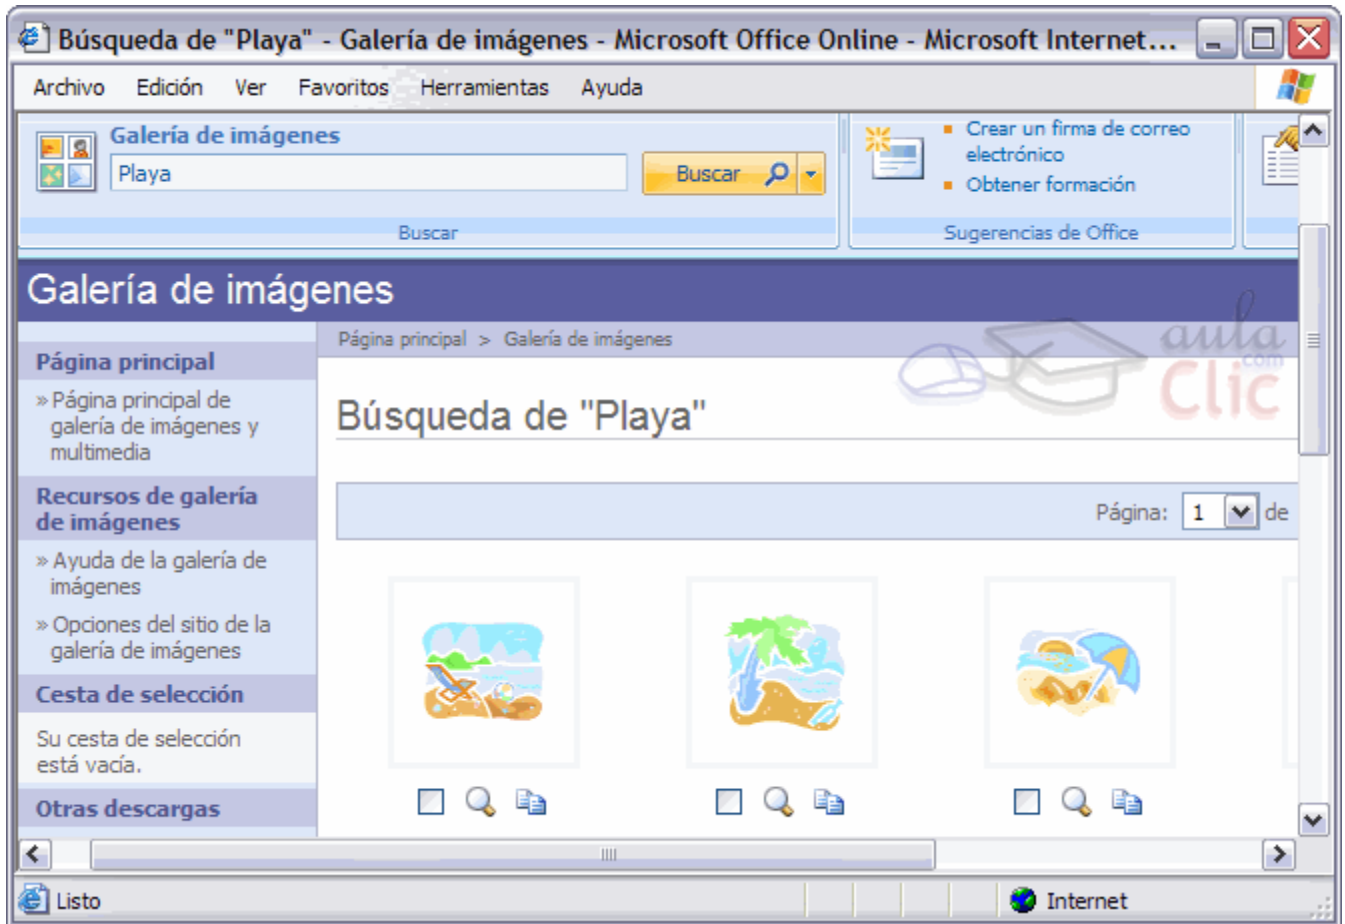 Búsqueda de "Playa" - Galería de imágenes - Microsoft Office Online - Microsoft Internet...
Archivo Edición Ver Favoritos Herramientas Ayuda
Galería de imágenes
Playa
Buscar
Buscar
Crear un firma de correo
electrónico
Obtener formación
Sugerencias de Office
Galería de imágenes
Página principal
» Página principal de
galería de imágenes y
multimedia
Recursos de galería
de imágenes
» Ayuda de la galería de
imágenes
» Opciones del sitio de la
galería de imágenes
Cesta de selección
Su cesta de selección
está vacía.
Otras descargas
Página principal > Galería de imágenes
aula
.com
Clic
Búsqueda de "Playa"
Página: 1 de
Listo
Internet